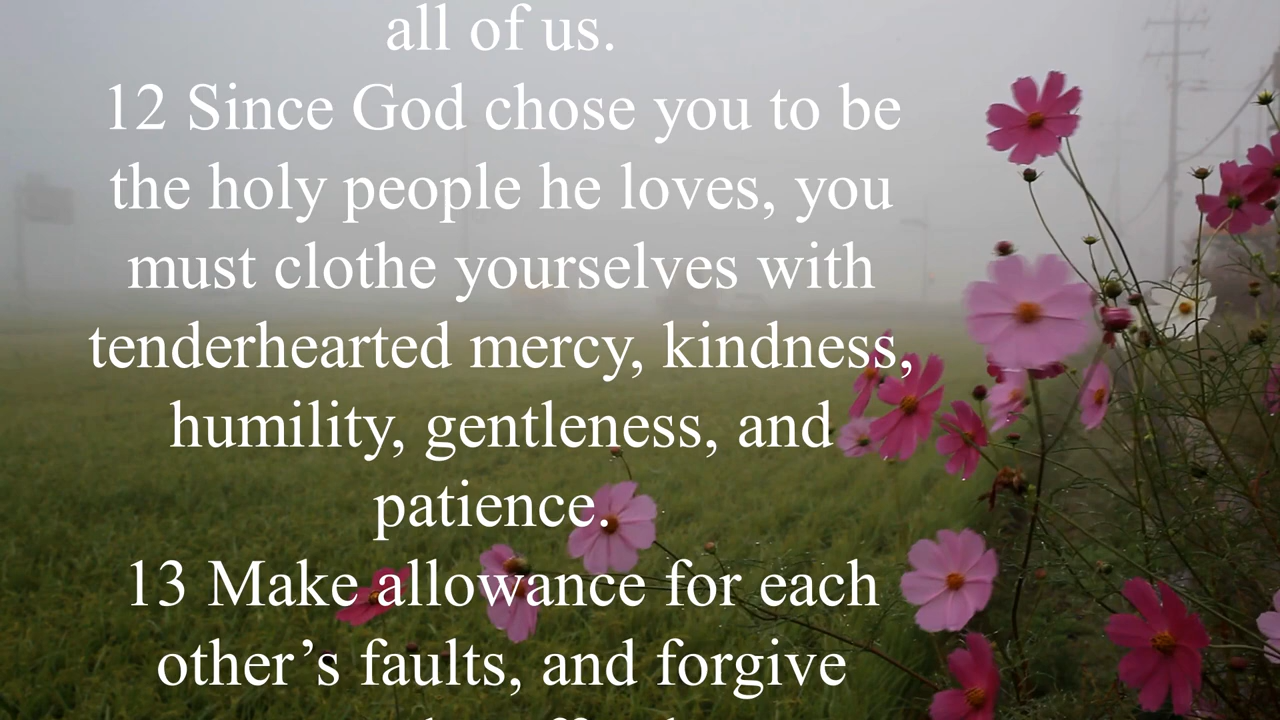 all of us.
12 Since God chose you to be
the holy people he loves, you
must clothe yourselves with
tenderhearted mercy, kindness,
humility, gentleness, and
patience.
13 Make allowance for each
other’s faults, and forgive